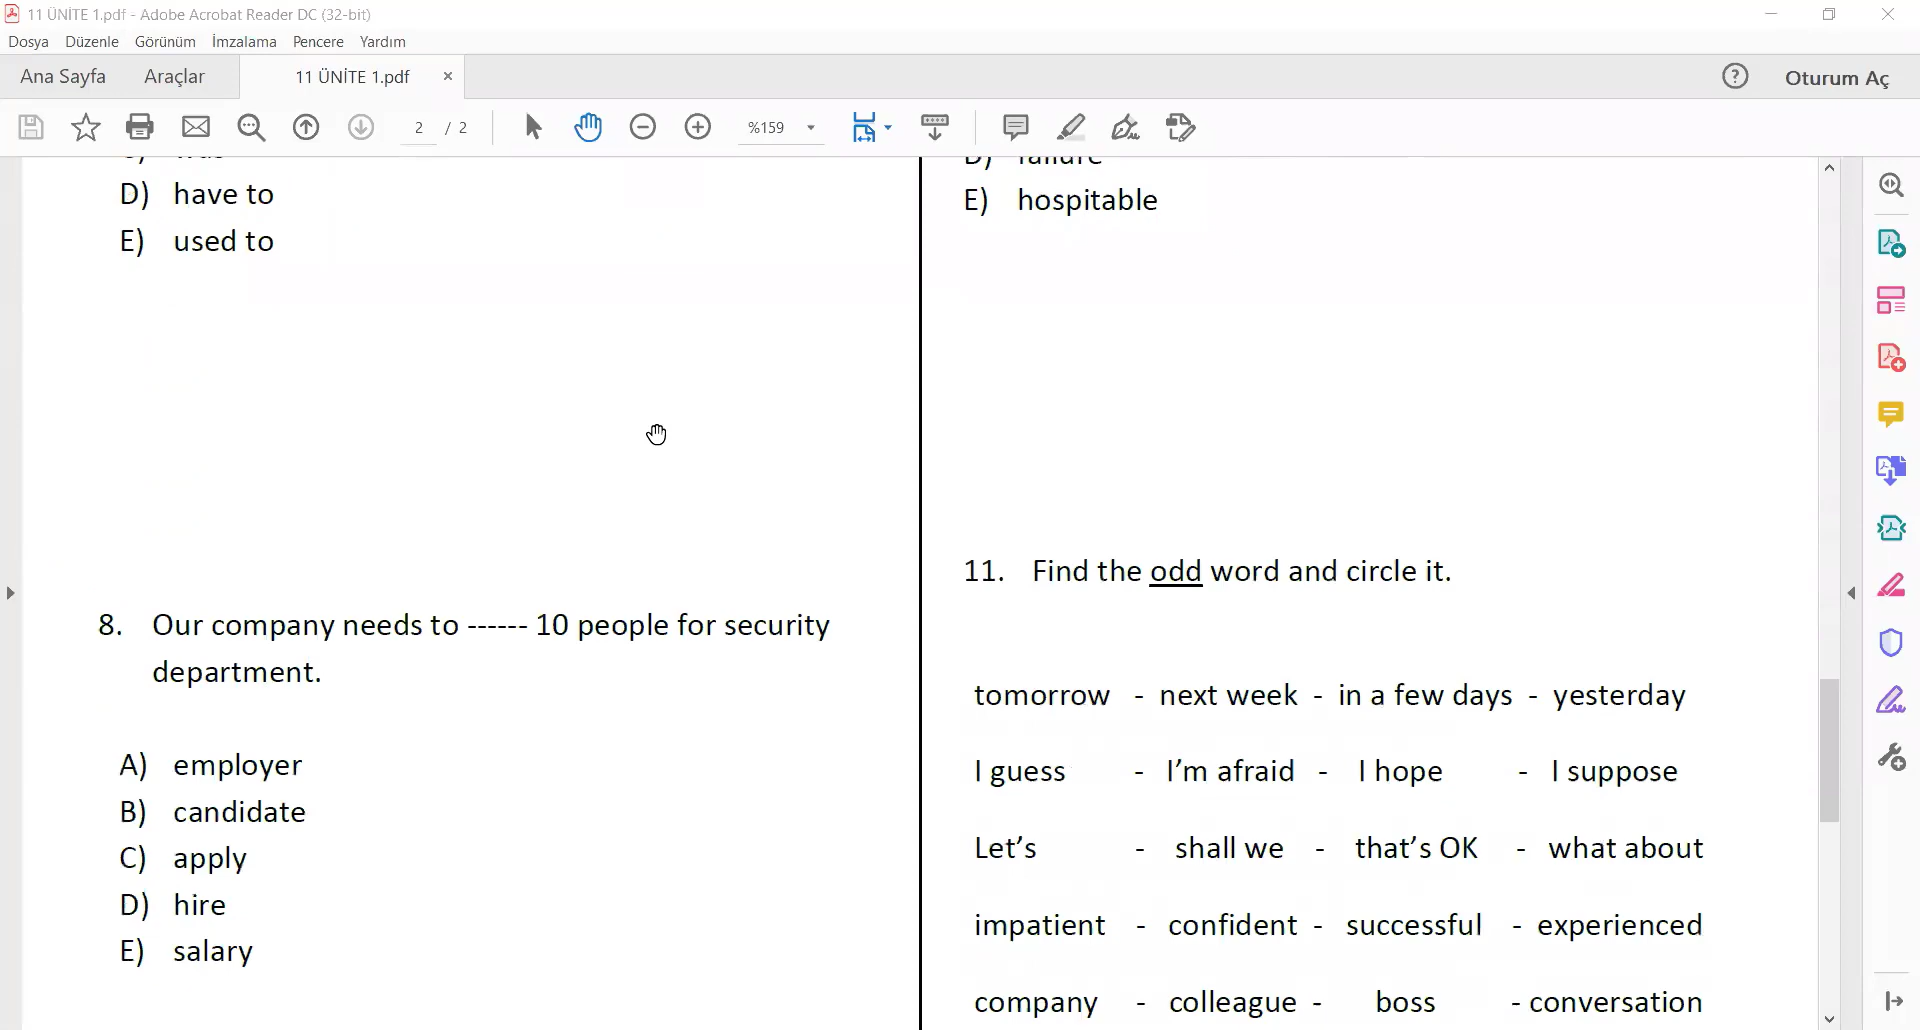 11 ÜNİTE 1.pdf - Adobe Acrobat Reader DC (32-bit)
Dosya Düzenle Görünüm İmzalama Pencere Yardım
Ana Sayfa Araçlar 11 ÜNİTE 1.pdf × Oturum Aç
2 / 2 %159
D) have to
E) used to
8. Our company needs to ------ 10 people for security
department.
A) employer
B) candidate
C) apply
D) hire
E) salary
D) failure
E) hospitable
11. Find the odd word and circle it.
tomorrow - next week - in a few days - yesterday
I guess - I'm afraid - I hope - I suppose
Let's - shall we - that's OK - what about
impatient - confident - successful - experienced
company - colleague - boss - conversation